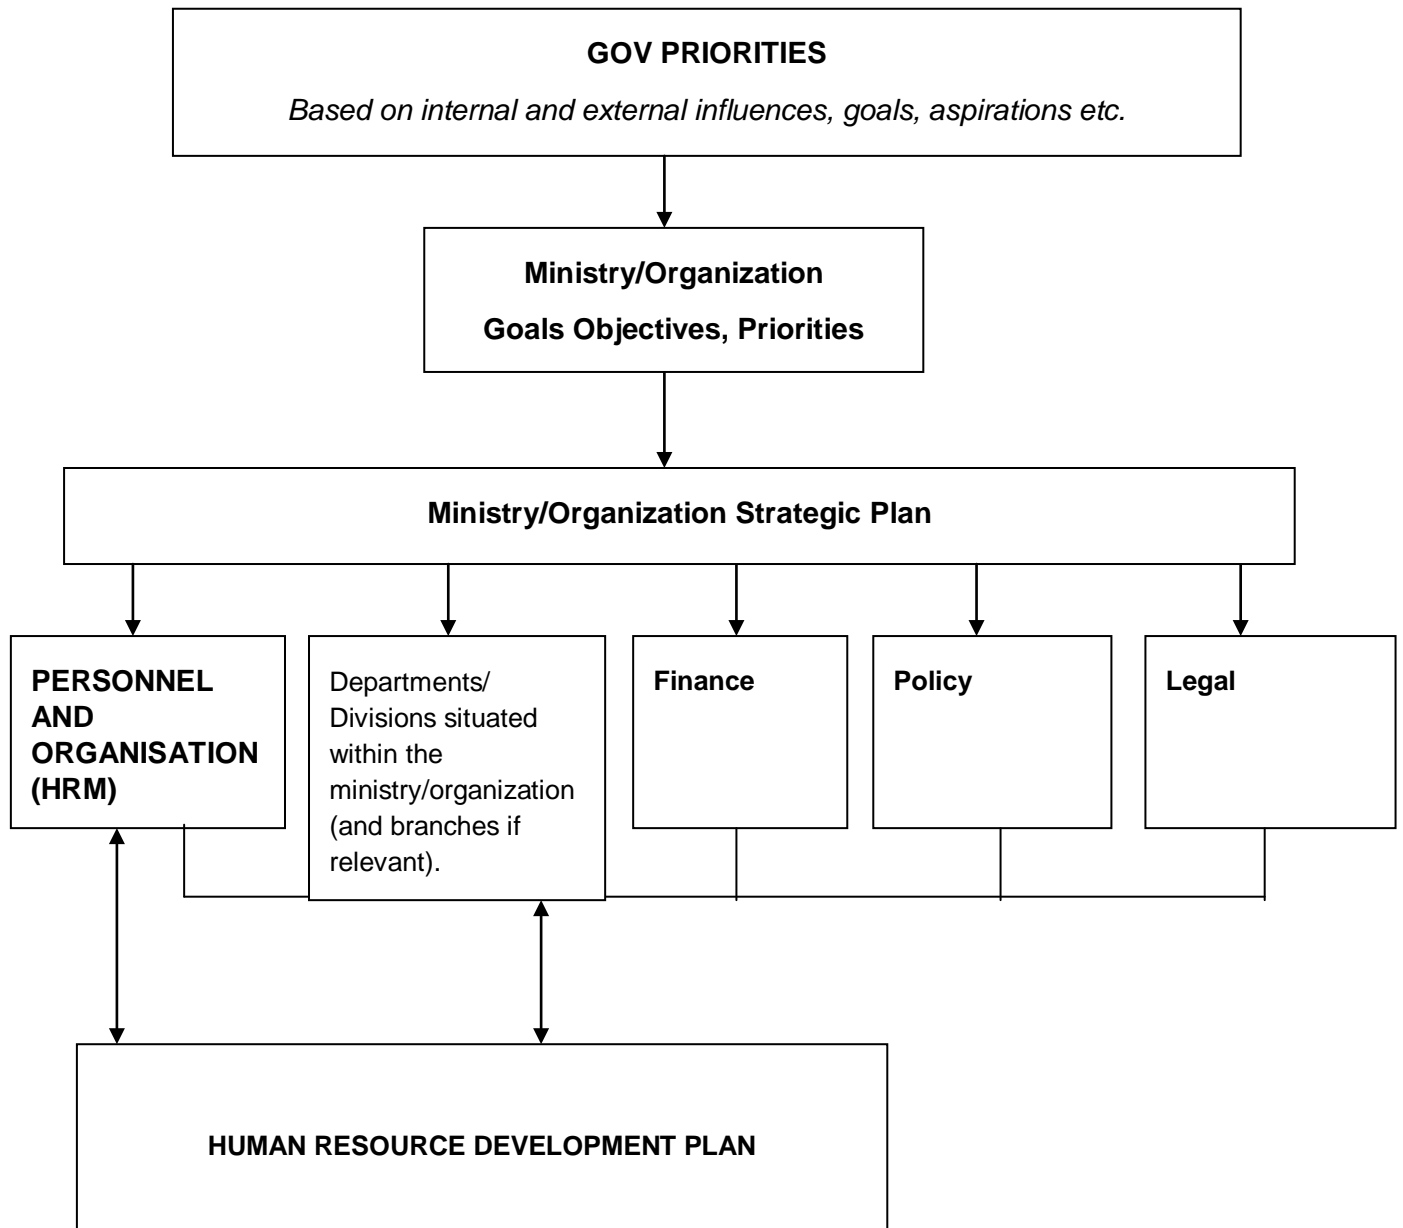 GOV PRIORITIES
Based on internal and external influences, goals, aspirations etc.
Ministry/Organization
Goals Objectives, Priorities
Ministry/Organization Strategic Plan
PERSONNEL
AND
ORGANISATION
(HRM)
Departments/
Divisions situated
within the
ministry/organization
(and branches if
relevant).
Finance
Policy
Legal
HUMAN RESOURCE DEVELOPMENT PLAN